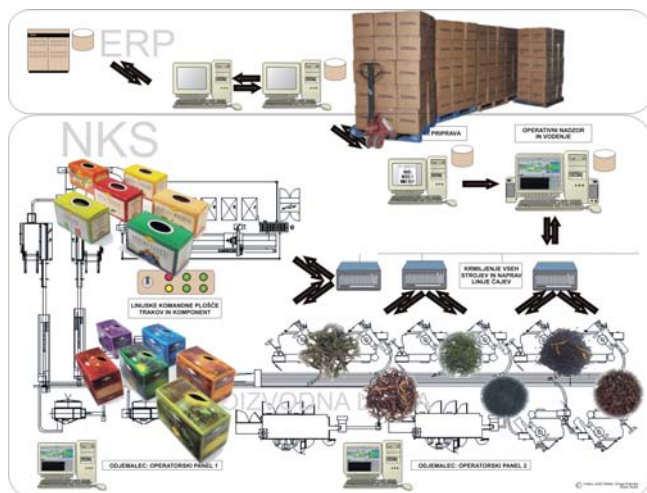 ERP
NKS
PRIPRAVA
OPERATIVNI NADZOR
IN VODENJE
KRMILJENJE VSEH
STROJEV IN NAPRAV
LINIJE ČAJEV
LINIJSKE KOMANDNE PLOŠČE
TRAKOV IN KOMPONENT
OIZVODNA
ODJEMALEC: OPERATORSKI PANEL 1
ODJEMALEC: OPERATORSKI PANEL 2